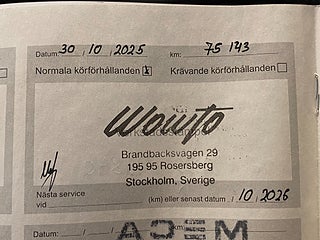 Datum: 30 / 10 / 2025 km: 75 143
Normala körförhållanden Krävande körförhållanden
Brandbacksvägen 29
195 95 Rosersberg
Stockholm, Sverige
Nästa service
vid (km) eller senast datum / 10, 2026
Datum: / / km: